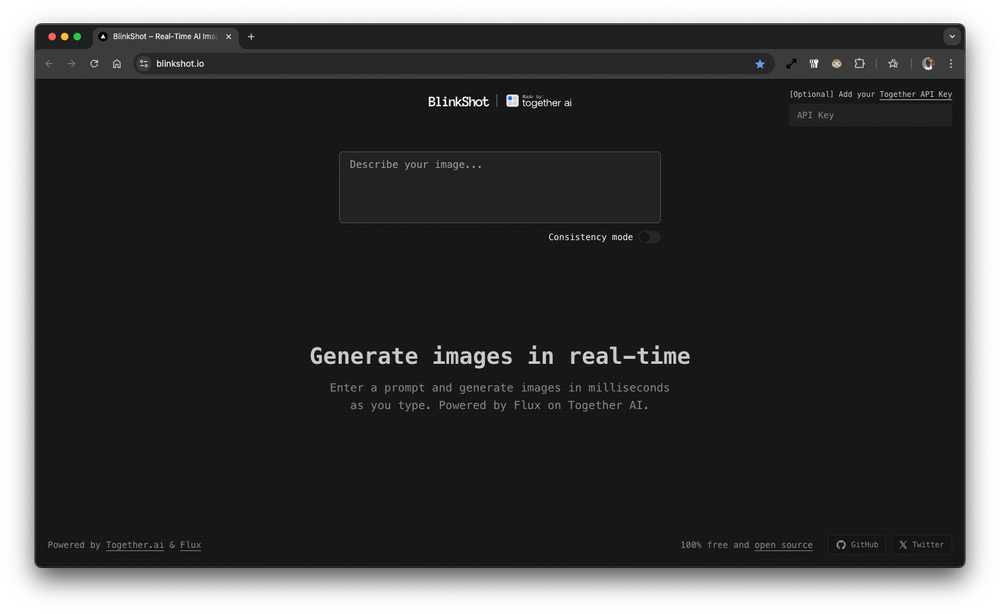 BlinkShot – Real-Time AI Ima
blinkshot.io
BlinkShot
Made by
together ai
[Optional] Add your Together API Key
API Key
Describe your image...
Consistency mode
Generate images in real-time
Enter a prompt and generate images in milliseconds
as you type. Powered by Flux on Together AI.
Powered by Together.ai & Flux
100% free and open source
GitHub
Twitter